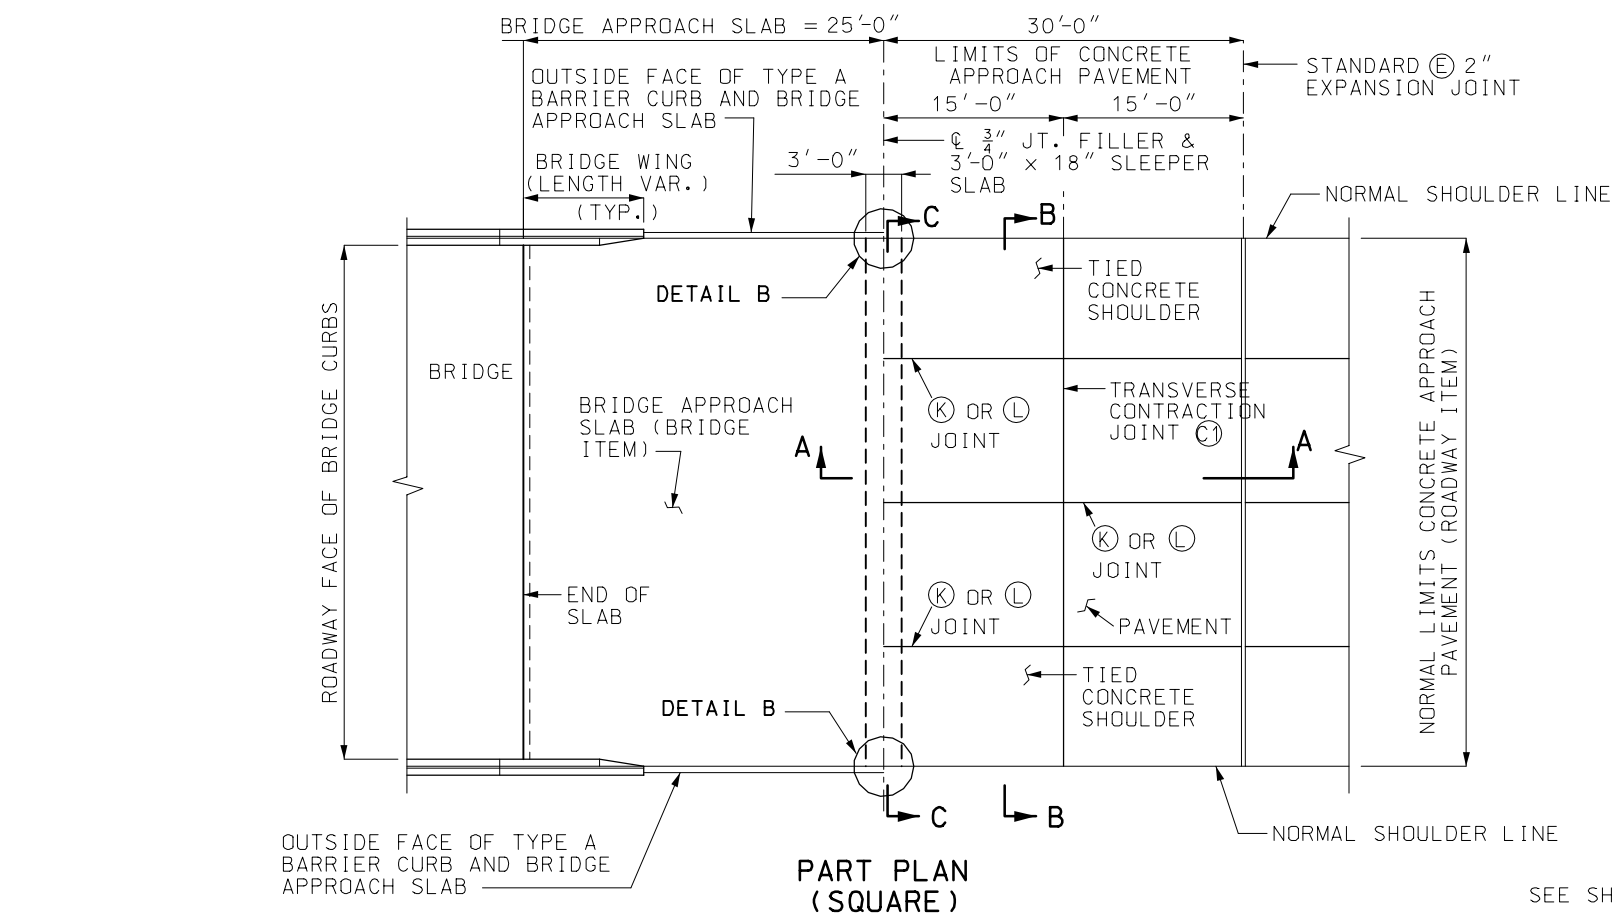 BRIDGE APPROACH SLAB = 25'-0"
30'-0"
LIMITS OF CONCRETE
APPROACH PAVEMENT
STANDARD Ⓔ 2"
EXPANSION JOINT
OUTSIDE FACE OF TYPE A
BARRIER CURB AND BRIDGE
APPROACH SLAB
15'-0"
15'-0"
℄ 3/4" JT. FILLER &
3'-0" x 18" SLEEPER
SLAB
3'-0"
BRIDGE WING
(LENGTH VAR.)
(TYP.)
NORMAL SHOULDER LINE
C
B
DETAIL B
TIED
CONCRETE
SHOULDER
ROADWAY FACE OF BRIDGE CURBS
BRIDGE
BRIDGE APPROACH
SLAB (BRIDGE
ITEM)
A
Ⓚ OR Ⓛ
JOINT
TRANSVERSE
CONTRACTION
JOINT C1
A
NORMAL LIMITS CONCRETE APPROACH
PAVEMENT (ROADWAY ITEM)
Ⓚ OR Ⓛ
JOINT
END OF
SLAB
Ⓚ OR Ⓛ
JOINT
PAVEMENT
TIED
CONCRETE
SHOULDER
DETAIL B
C
B
NORMAL SHOULDER LINE
OUTSIDE FACE OF TYPE A
BARRIER CURB AND BRIDGE
APPROACH SLAB
PART PLAN
(SQUARE)
SEE SH